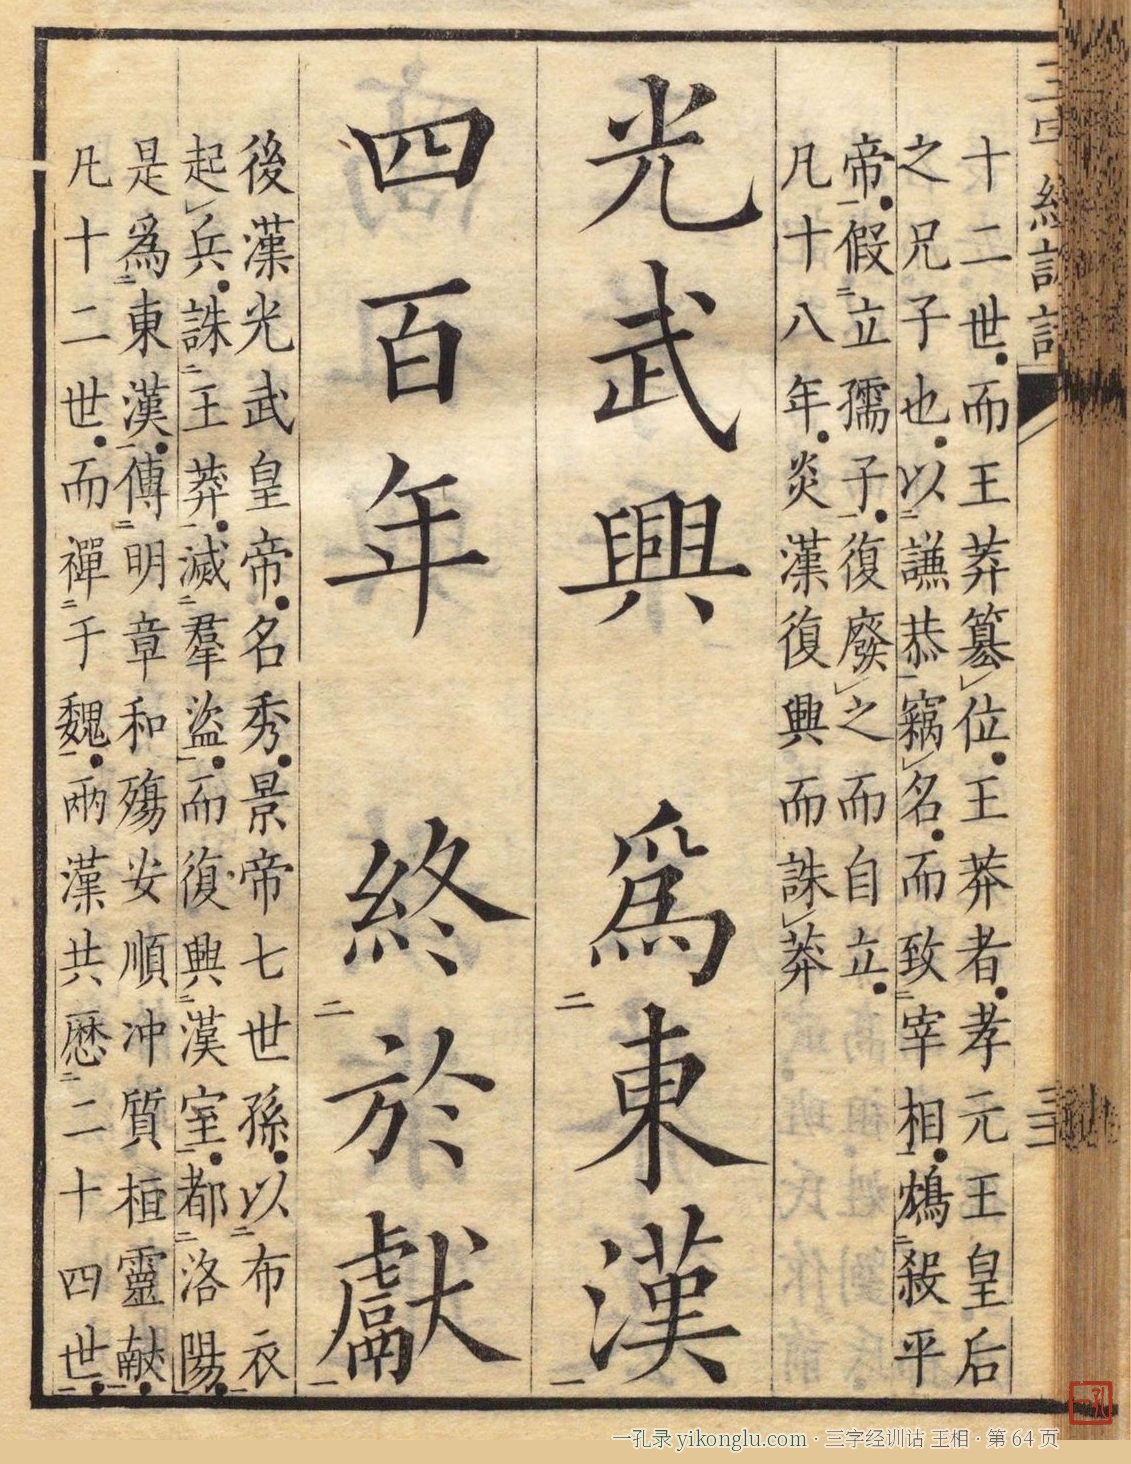 三字經訓詁
十二世而王莽篡位王莽者孝元王皇后
之兄子也以謙恭竊名而致宰相鴆殺平
帝假立孺子復廢之而自立
凡十八年炎漢復興而誅莽
光武興 爲東漢
四百年 終於獻
後漢光武皇帝名秀景帝七世孫以布衣
起兵誅王莽滅羣盜而復興漢室都洛陽
是爲東漢傳明章和殤安順冲質桓靈献
凡十二世而禪于魏兩漢共歷二十四世
一孔录 yikonglu.com · 三字经训诂 王相 · 第 64 页